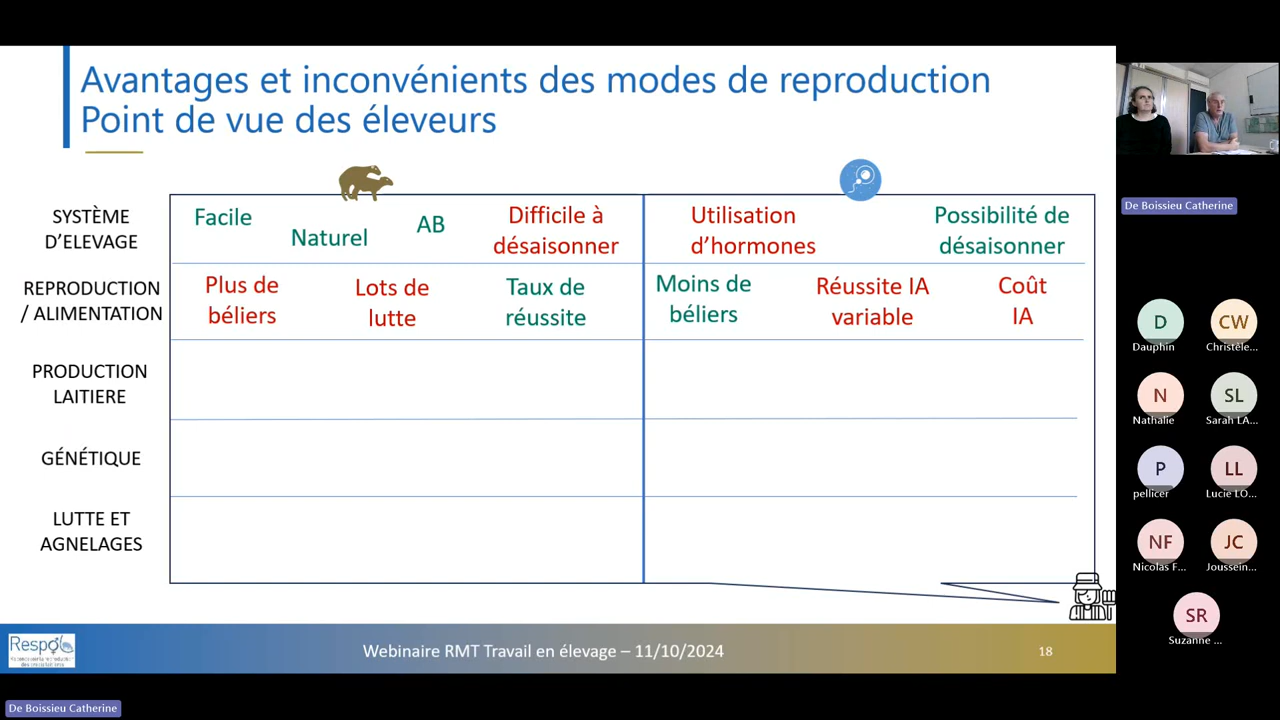 Avantages et inconvénients des modes de reproduction
Point de vue des éleveurs
SYSTÈME
D'ELEVAGE
Facile
Naturel
AB
Difficile à
désaisonner
Utilisation
d'hormones
Possibilité de
désaisonner
REPRODUCTION
/ ALIMENTATION
Plus de
béliers
Lots de
lutte
Taux de
réussite
Moins de
béliers
Réussite IA
variable
Coût
IA
PRODUCTION
LAITIERE
GÉNÉTIQUE
LUTTE ET
AGNELAGES
Respol
Webinaire RMT Travail en élevage – 11/10/2024
18
De Boissieu Catherine
De Boissieu Catherine
D
Dauphin
CW
Christèle...
N
Nathalie
SL
Sarah LA...
P
pellicer
LL
Lucie LO...
NF
Nicolas F...
JC
Joussein...
SR
Suzanne ...